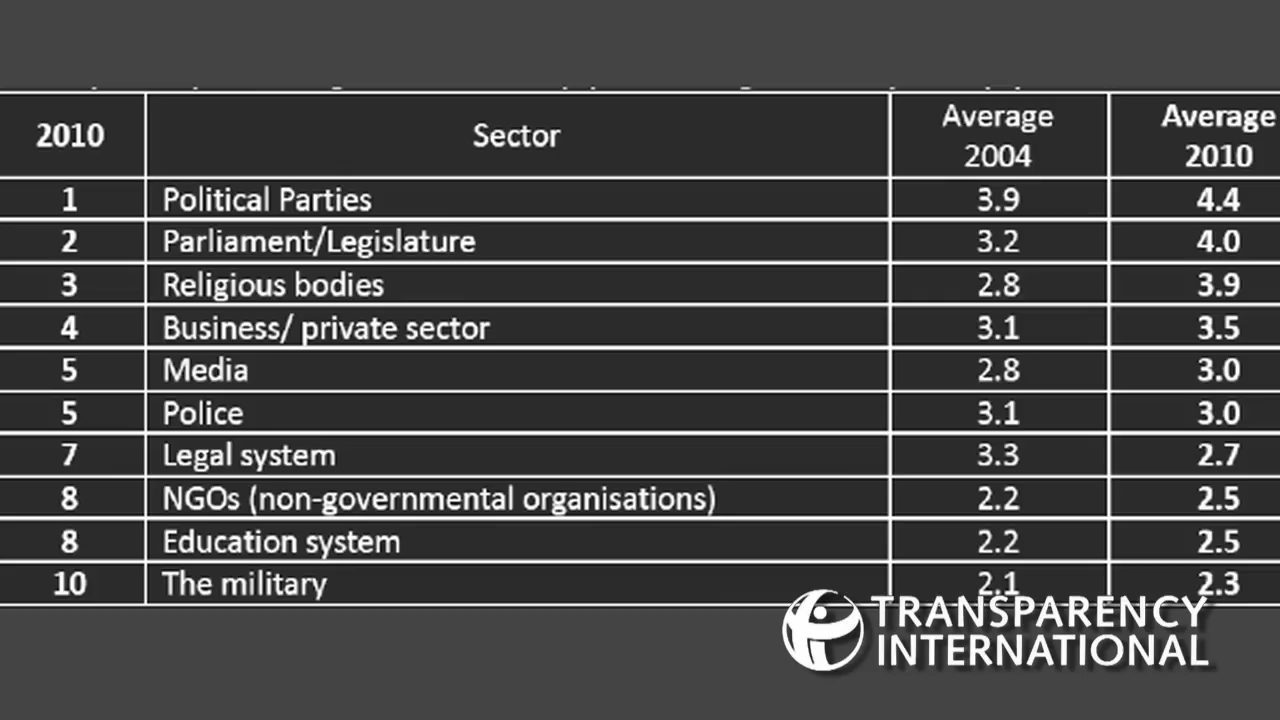 2010 Sector Average 2004 Average 2010
1 Political Parties 3.9 4.4
2 Parliament/Legislature 3.2 4.0
3 Religious bodies 2.8 3.9
4 Business/ private sector 3.1 3.5
5 Media 2.8 3.0
5 Police 3.1 3.0
7 Legal system 3.3 2.7
8 NGOs (non-governmental organisations) 2.2 2.5
8 Education system 2.2 2.5
10 The military 2.1 2.3
TRANSPARENCY
INTERNATIONAL